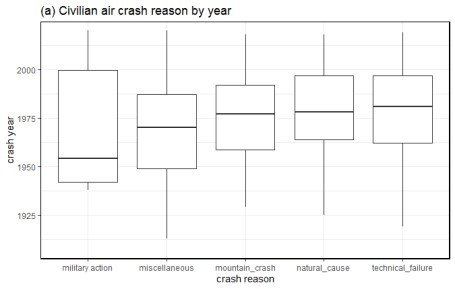 (a) Civilian air crash reason by year
2000
1975
1950
1925
crash year
military action
miscellaneous
mountain_crash
natural_cause
technical_failure
crash reason